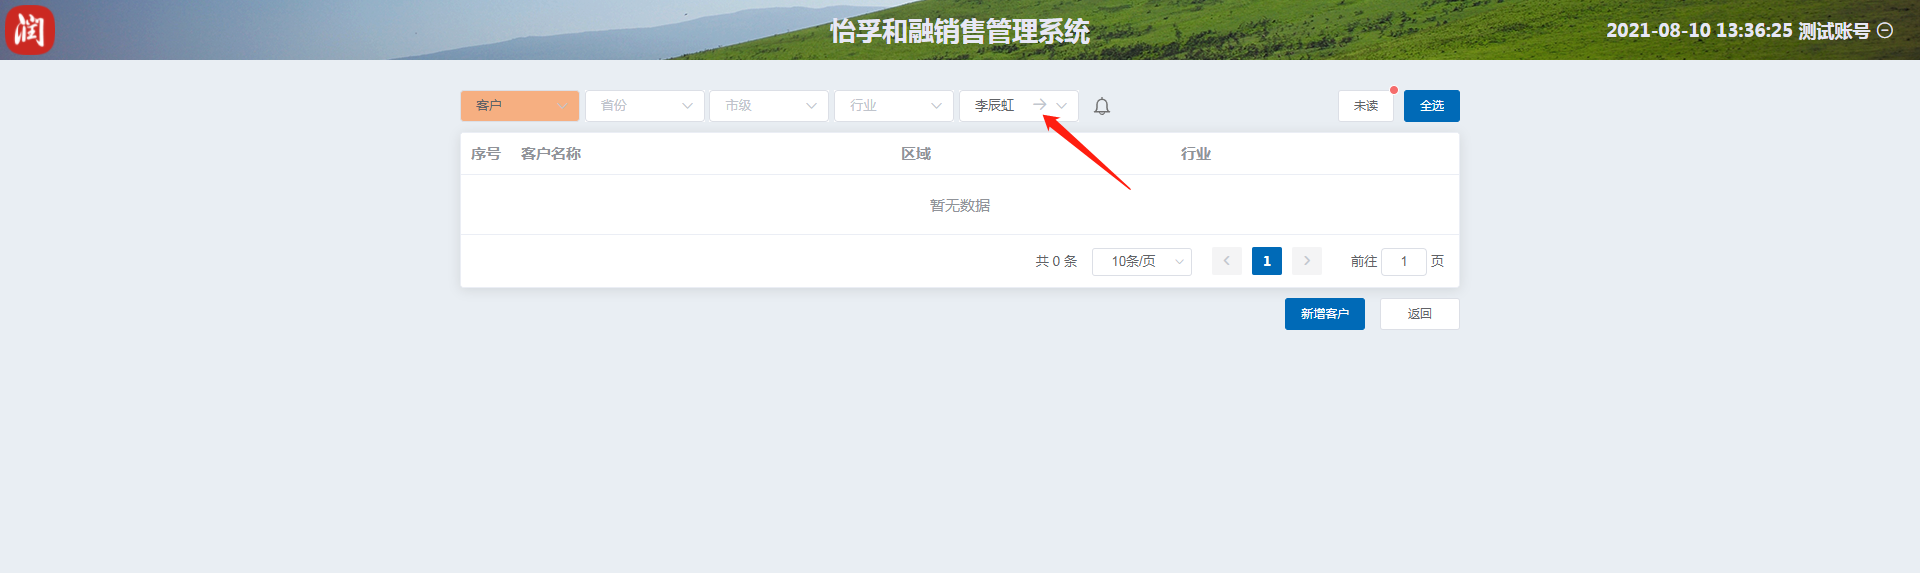 润
怡孚和融销售管理系统
2021-08-10 13:36:25 测试账号
客户 省份 市级 行业 李辰虹 未读 全选
序号 客户名称 区域 行业
暂无数据
共 0 条 10条/页 1 前往 1 页
新增客户 返回